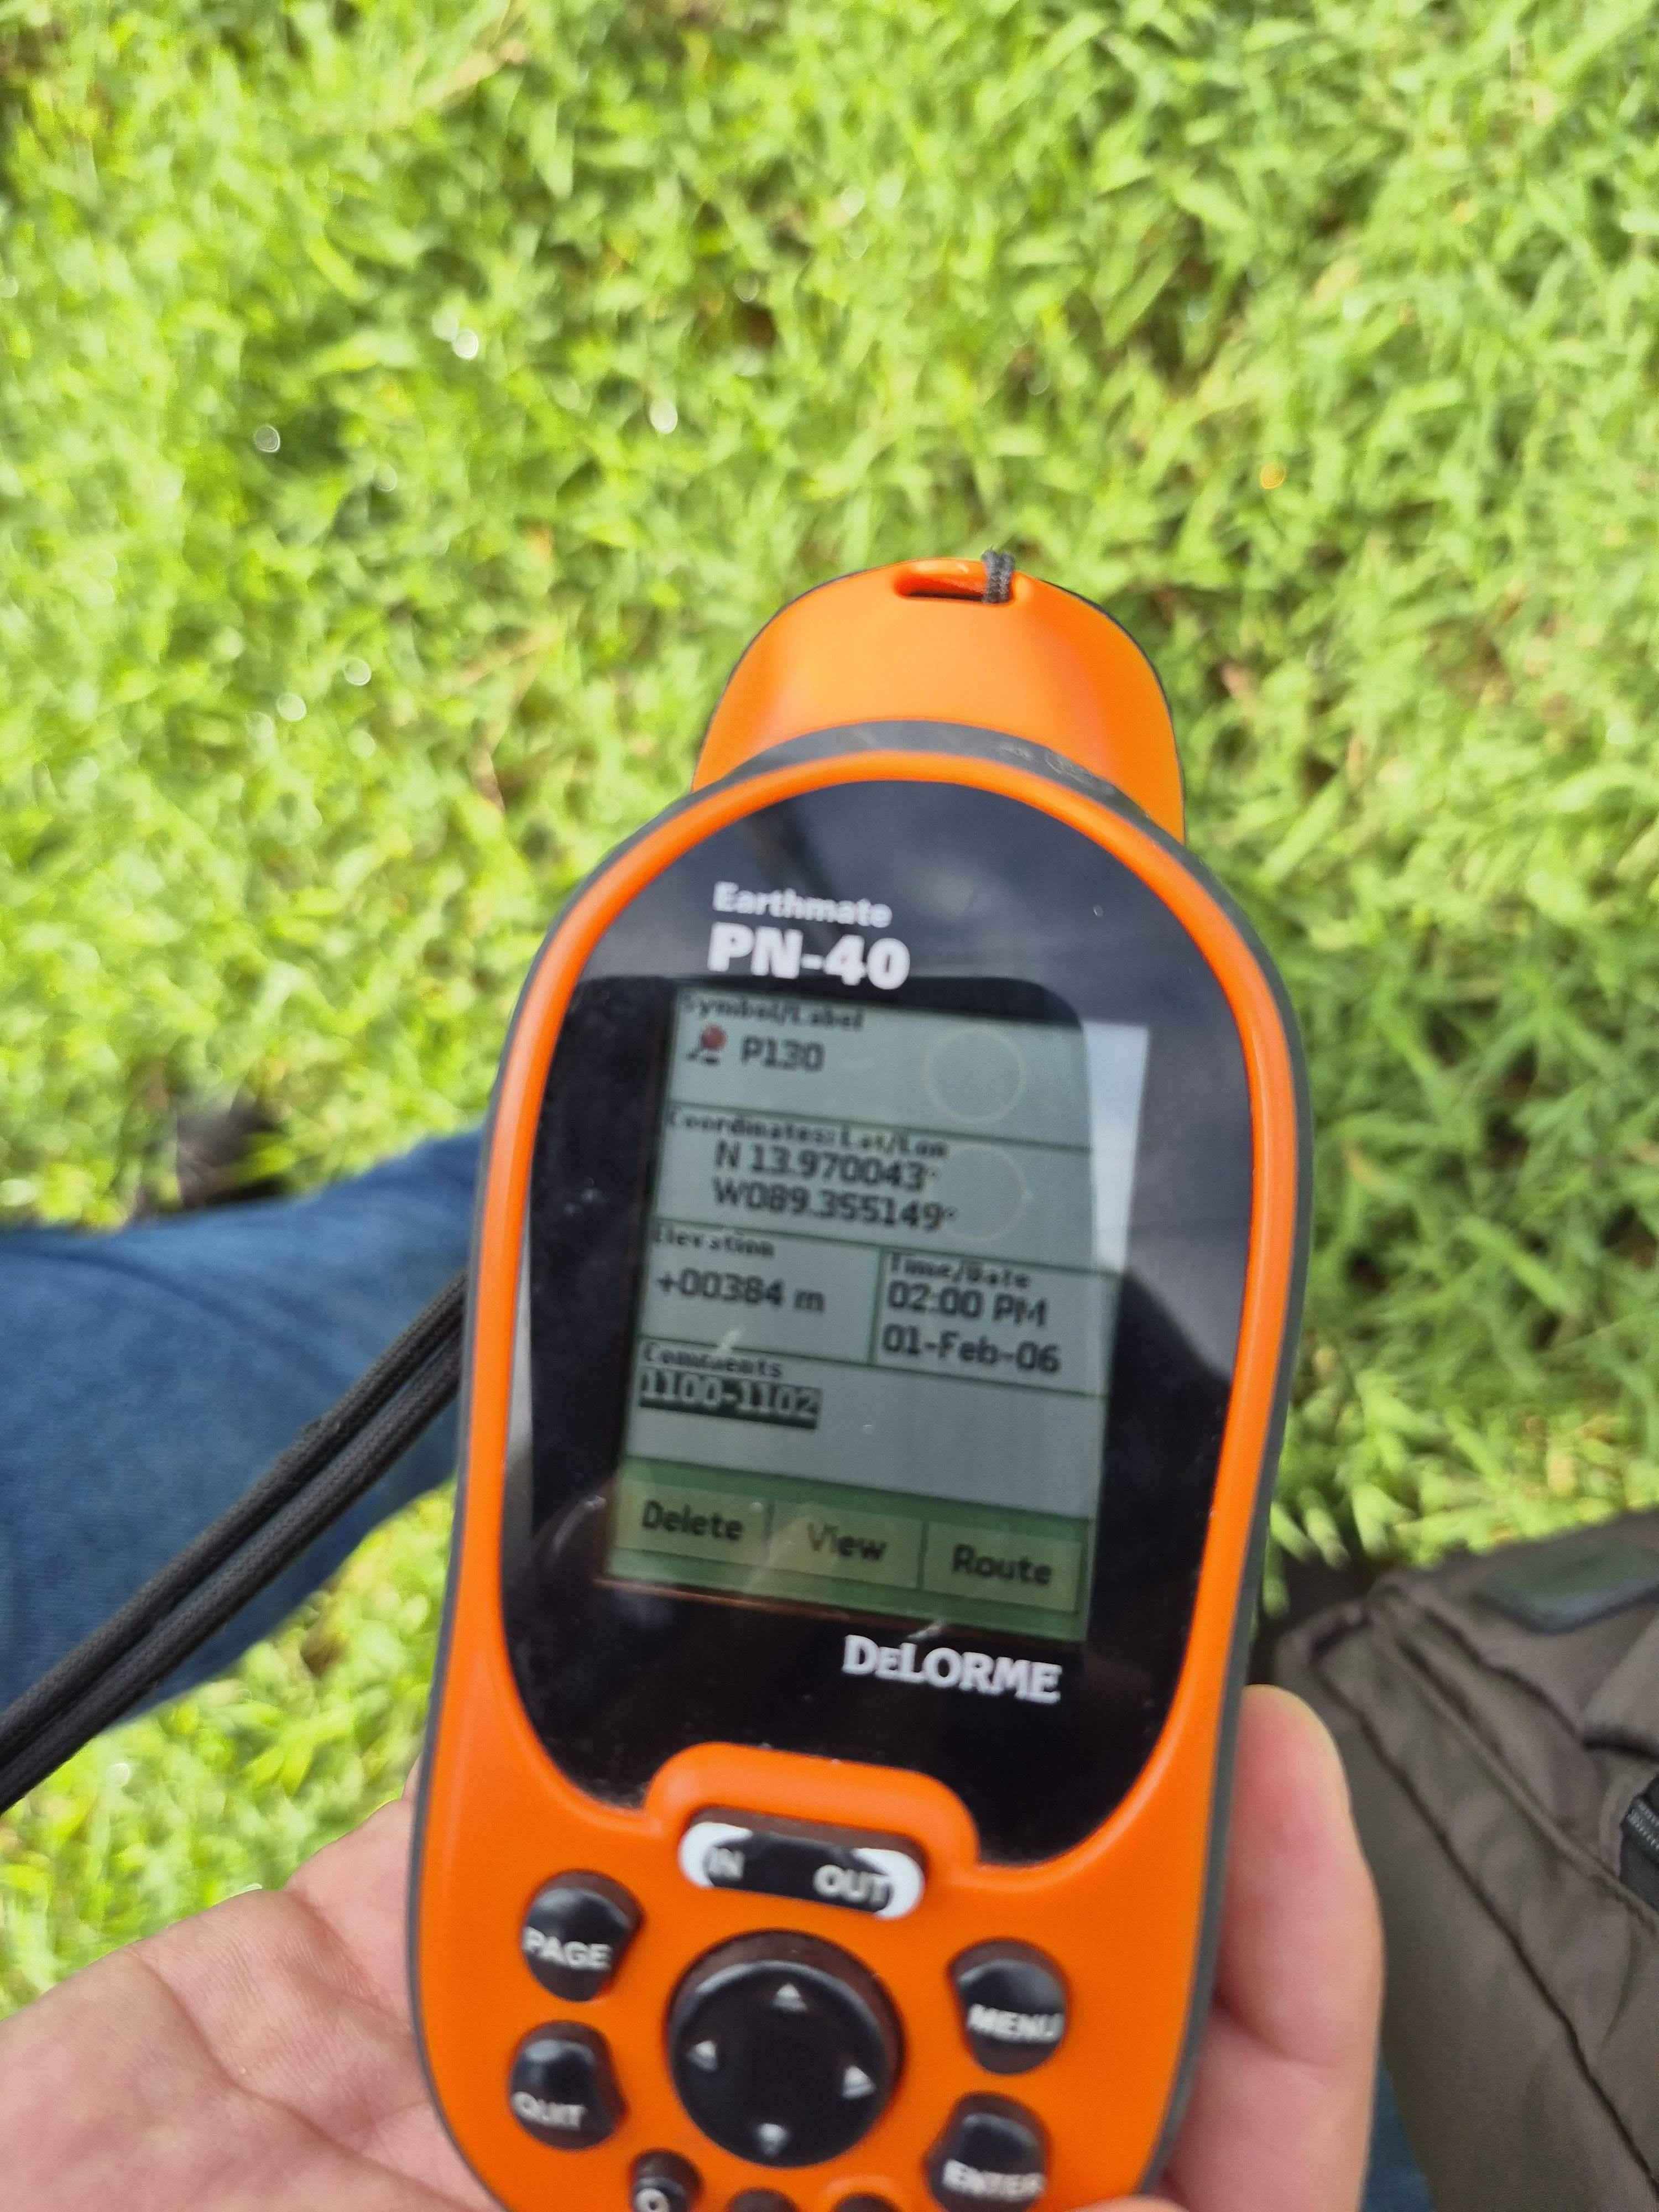 Earthmate
PN-40
Symbol/Label
P130
Coordinates:Lat/Lon
N 13.970043°
W089.355149°
Elevation
+00384 m
Time/Date
02:00 PM
01-Feb-06
Comments
1100-1102
Delete View Route
DELORME
IN OUT
PAGE
MENU
QUIT
ENTER